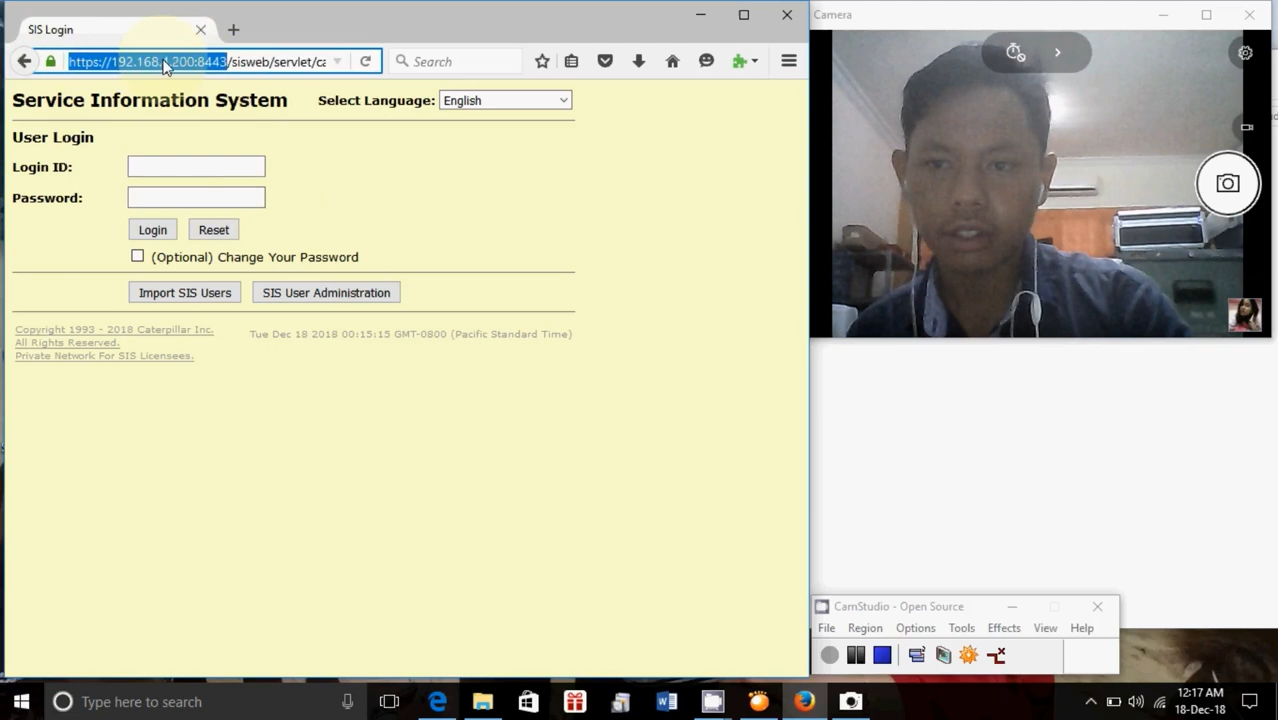 SIS Login
Camera
https://192.168.1.200:8443/sisweb/servlet/ca
Search
Service Information System
Select Language:
English
User Login
Login ID:
Password:
Login
Reset
(Optional) Change Your Password
Import SIS Users
SIS User Administration
Copyright 1993 - 2018 Caterpillar Inc.
All Rights Reserved.
Private Network For SIS Licensees.
Tue Dec 18 2018 00:15:15 GMT-0800 (Pacific Standard Time)
CamStudio - Open Source
File
Region
Options
Tools
Effects
View
Help
Type here to search
12:17 AM
18-Dec-18